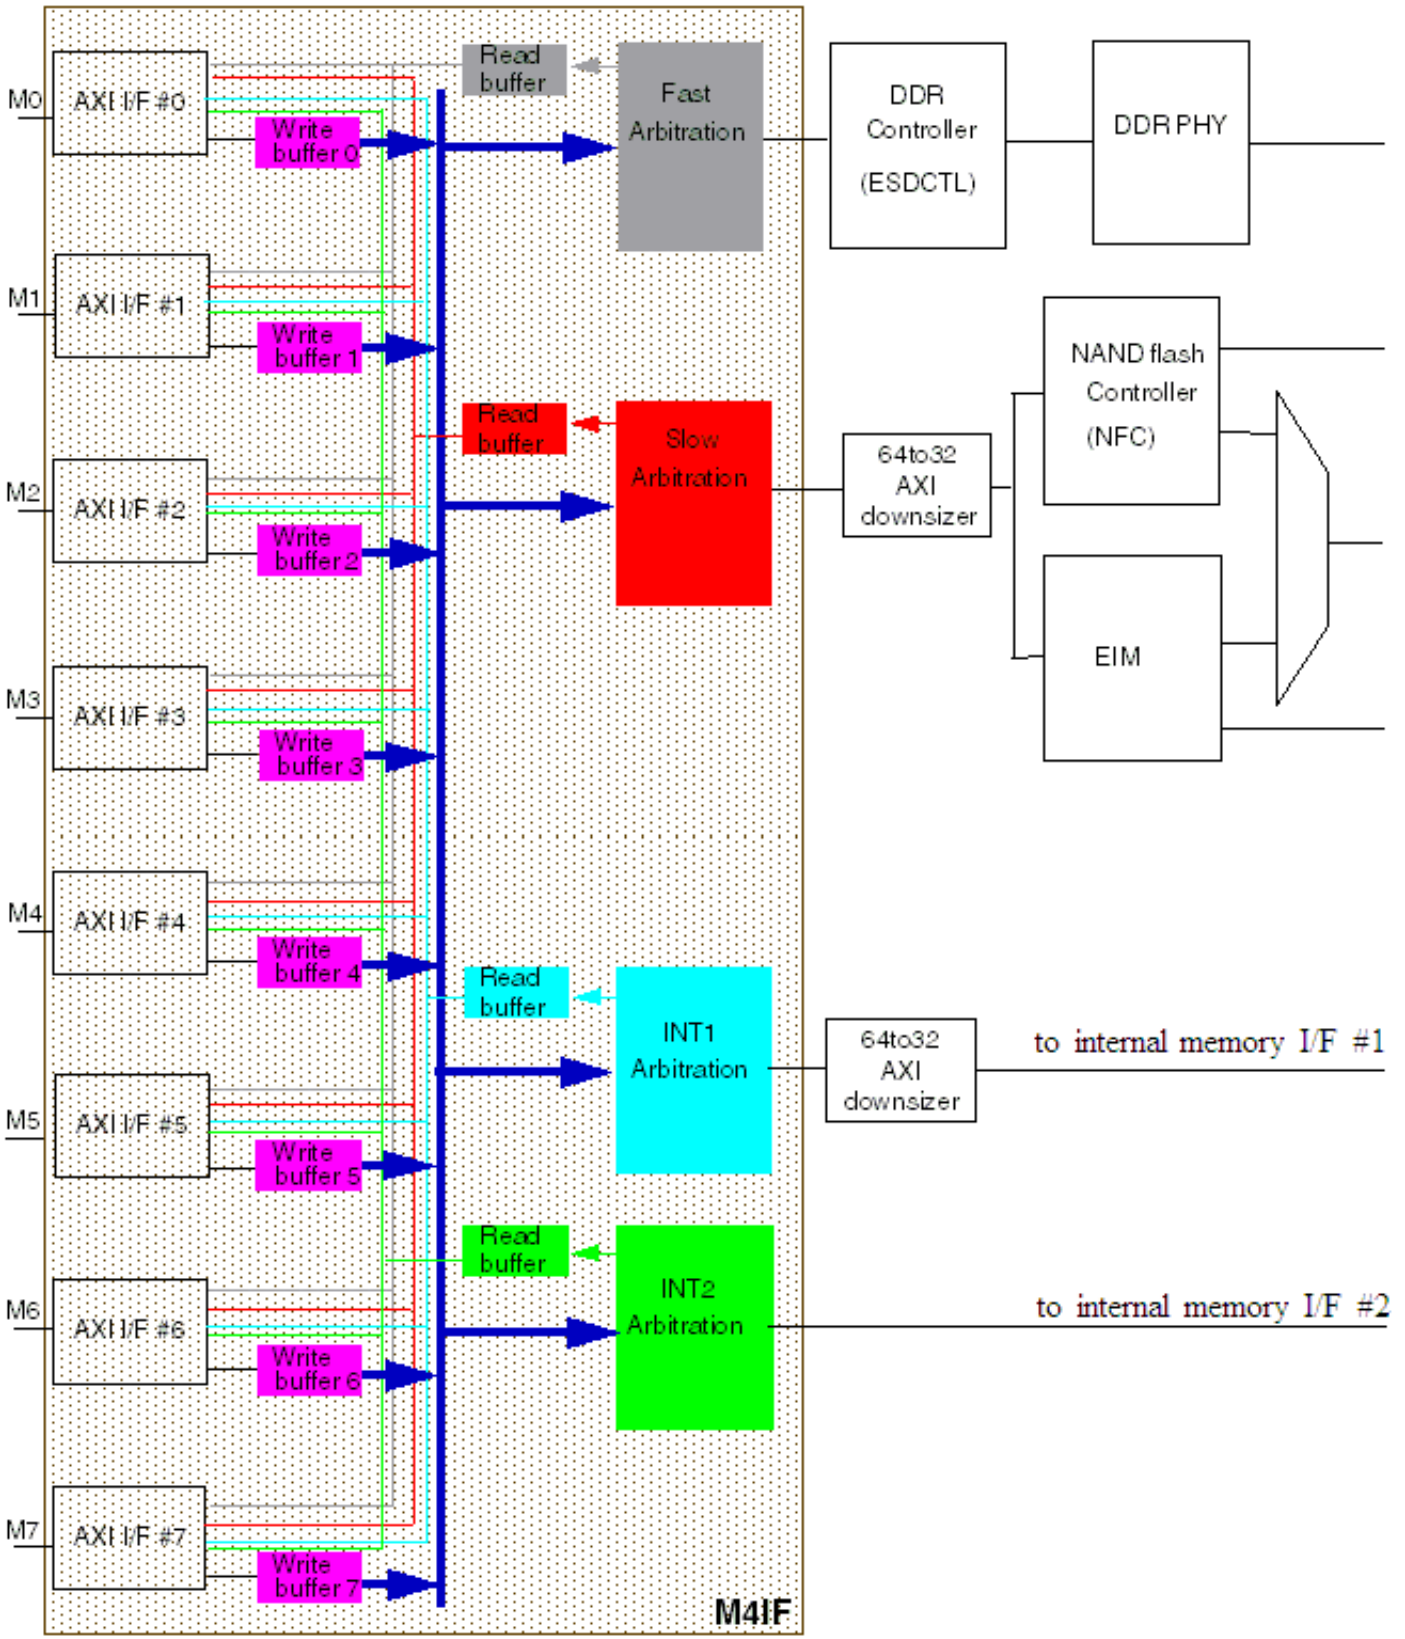 M0
AXI I/F #0
Write
buffer 0
Read
buffer
Fast
Arbitration
DDR
Controller
(ESDCTL)
DDR PHY
M1
AXI I/F #1
Write
buffer 1
NAND flash
Controller
(NFC)
Read
buffer
Slow
Arbitration
64to32
AXI
downsizer
M2
AXI I/F #2
Write
buffer 2
EIM
M3
AXI I/F #3
Write
buffer 3
M4
AXI I/F #4
Write
buffer 4
Read
buffer
INT1
Arbitration
64to32
AXI
downsizer
to internal memory I/F #1
M5
AXI I/F #5
Write
buffer 5
Read
buffer
INT2
Arbitration
to internal memory I/F #2
M6
AXI I/F #6
Write
buffer 6
M7
AXI I/F #7
Write
buffer 7
M4IF